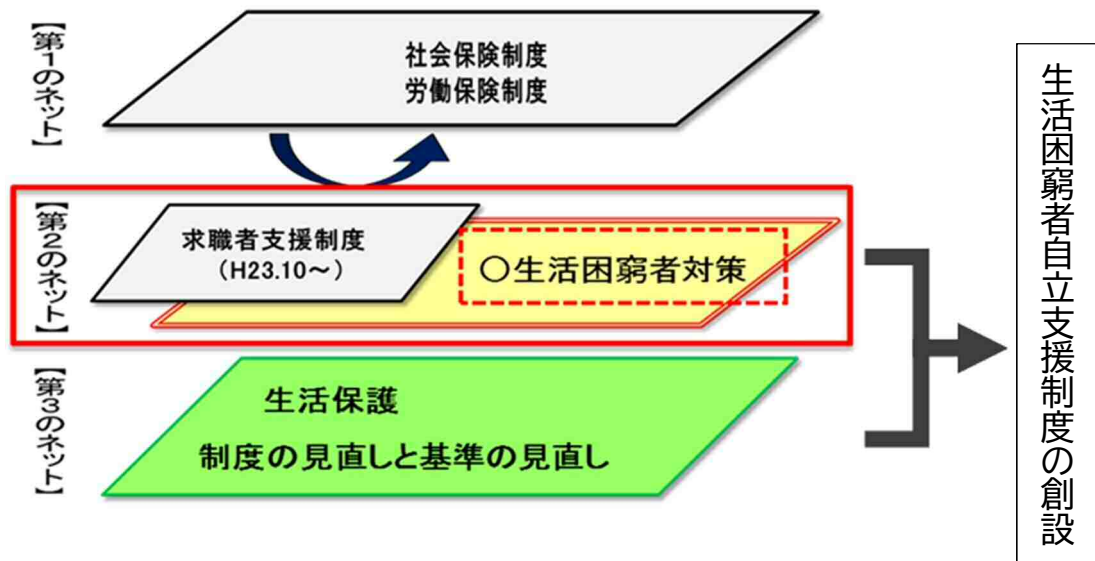 【第1のネット】
社会保険制度
労働保険制度
【第2のネット】
求職者支援制度
（H23.10～）
○生活困窮者対策
【第3のネット】
生活保護
制度の見直しと基準の見直し
生活困窮者自立支援制度の創設